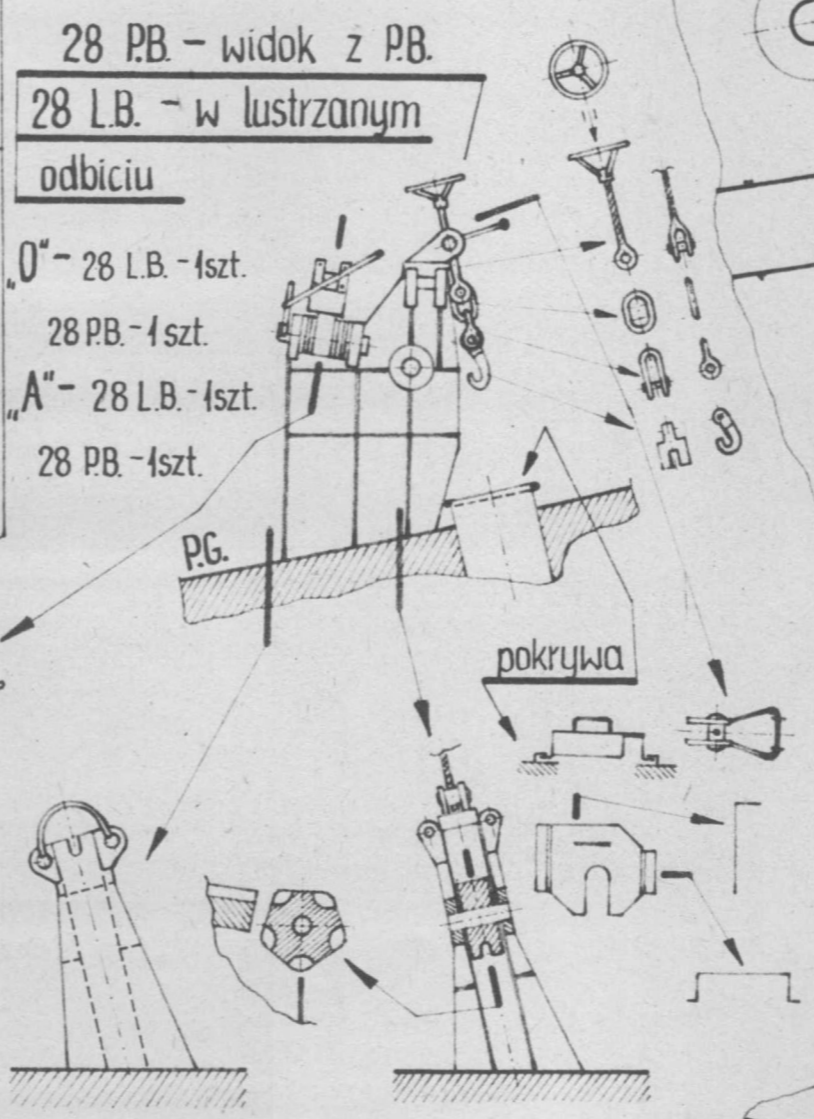 28 P.B. - widok z P.B.
28 L.B. - w lustrzanym
odbiciu
„O" - 28 L.B. - 1szt.
28 P.B. - 1 szt.
„A" - 28 L.B. - 1szt.
28 P.B. - 1szt.
P.G.
pokrywa